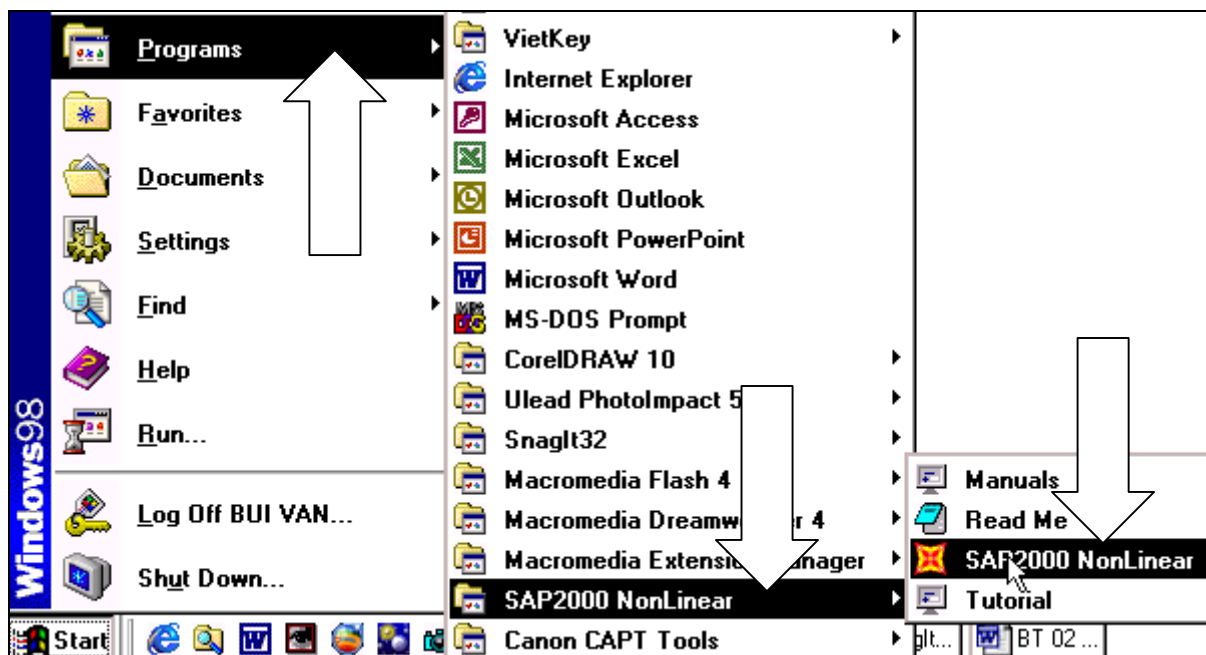 Windows98
Programs
Favorites
Documents
Settings
Find
Help
Run...
Log Off BUI VAN...
Shut Down...
VietKey
Internet Explorer
Microsoft Access
Microsoft Excel
Microsoft Outlook
Microsoft PowerPoint
Microsoft Word
MS-DOS Prompt
CorelDRAW 10
Ulead PhotoImpact 5
SnagIt32
Macromedia Flash 4
Macromedia 4
Macromedia
SAP2000 NonLinear
Canon CAPT Tools
Manuals
Read Me
SAP2000 NonLinear
Tutorial
Start
BT 02 ...